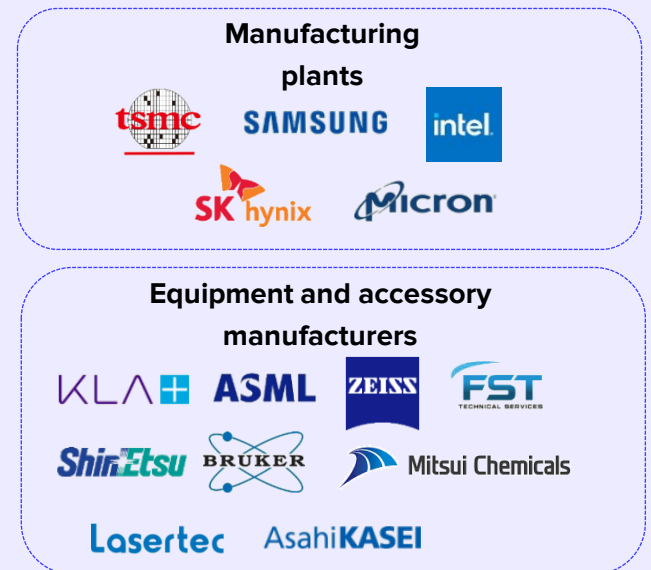 Manufacturing
plants
tsmc SAMSUNG intel.
SK hynix Micron
Equipment and accessory
manufacturers
KLA+ ASML ZEISS FST
TECHNICAL SERVICES
ShinEtsu BRUKER Mitsui Chemicals
Lasertec AsahiKASEI